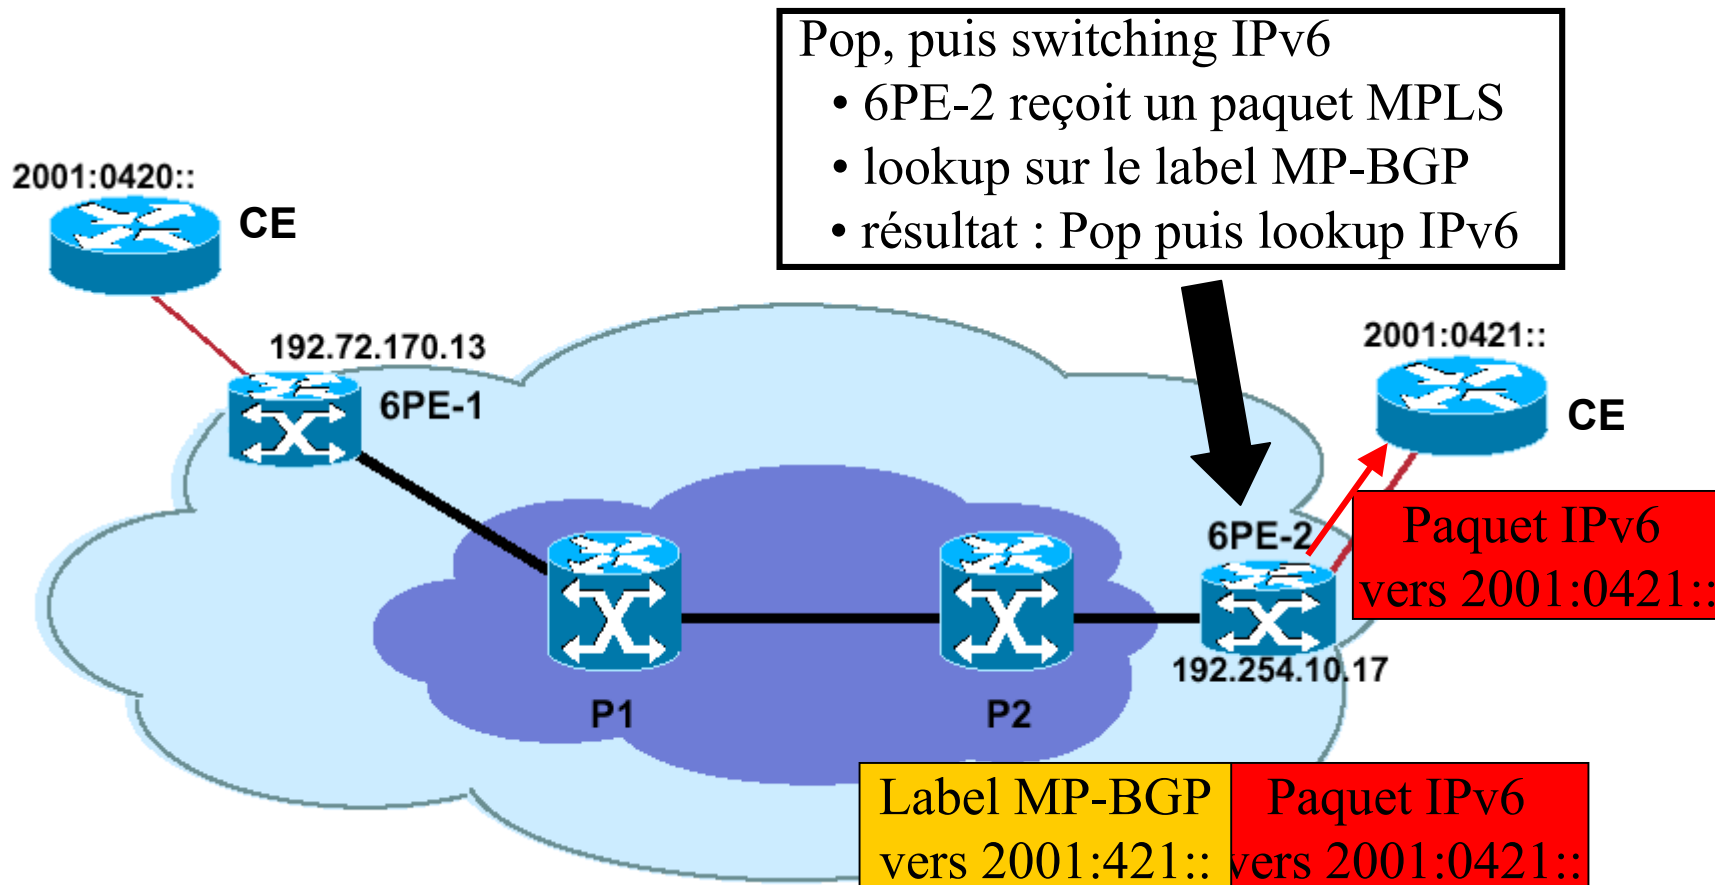 Pop, puis switching IPv6
• 6PE-2 reçoit un paquet MPLS
• lookup sur le label MP-BGP
• résultat : Pop puis lookup IPv6
2001:0420::
CE
192.72.170.13
6PE-1
2001:0421::
CE
6PE-2
Paquet IPv6
vers 2001:0421::
192.254.10.17
P1
P2
Label MP-BGP
vers 2001:421::
Paquet IPv6
vers 2001:0421::